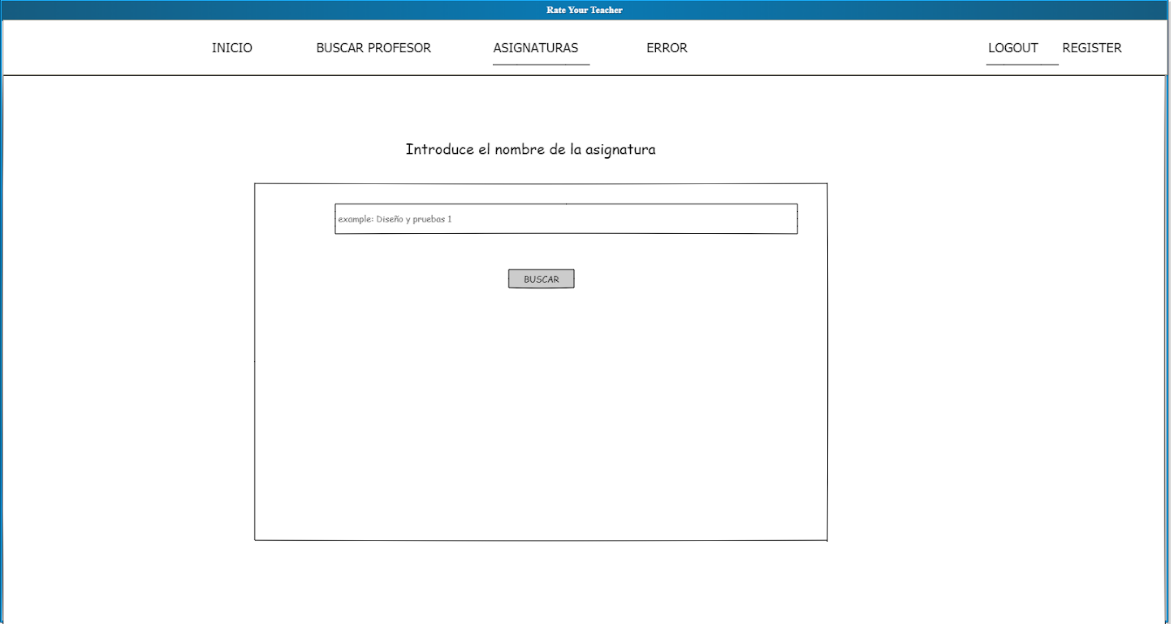 Rate Your Teacher
INICIO BUSCAR PROFESOR ASIGNATURAS ERROR LOGOUT REGISTER
Introduce el nombre de la asignatura
example: Diseño y pruebas 1
BUSCAR